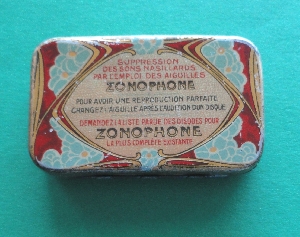 SUPPRESSION
DES SONS NASILLARDS
PAR L'EMPLOI DES AIGUILLES
ZONOPHONE
POUR AVOIR UNE REPRODUCTION PARFAITE
CHANGEZ L'AIGUILLE APRÈS L'AUDITION D'UN DISQUE
DEMANDEZ LA LISTE DES DISQUES POUR
ZONOPHONE
LA PLUS COMPLÈTE EXISTANTE